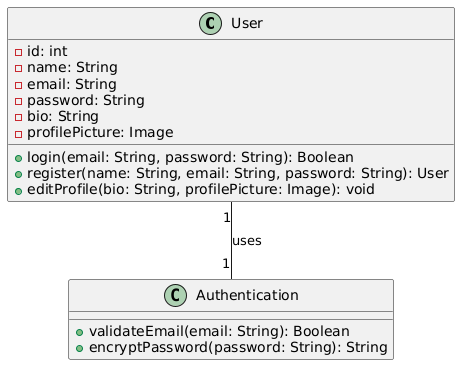 C User
id: int
name: String
email: String
password: String
bio: String
profilePicture: Image
login(email: String, password: String): Boolean
register(name: String, email: String, password: String): User
editProfile(bio: String, profilePicture: Image): void
1
uses
1
C Authentication
validateEmail(email: String): Boolean
encryptPassword(password: String): String